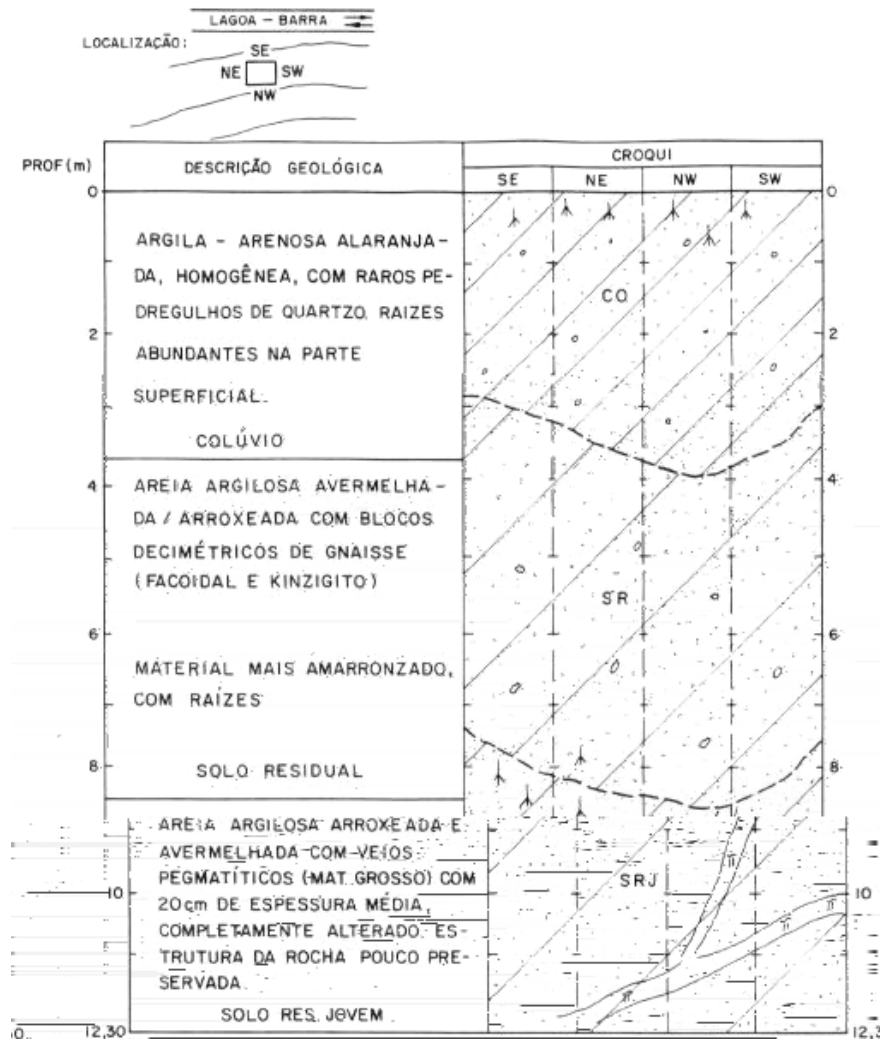 LAGOA - BARRA
LOCALIZAÇÃO:
SE
NE SW
NW
PROF (m)
DESCRIÇÃO GEOLÓGICA
CROQUI
SE NE NW SW
0 0
ARGILA - ARENOSA ALARANJA-
DA, HOMOGÊNEA, COM RAROS PE-
DREGULHOS DE QUARTZO. RAIZES
ABUNDANTES NA PARTE
SUPERFICIAL.
COLÚVIO
CO
2 2
4 4
AREIA ARGILOSA AVERMELHA-
DA / ARROXEADA COM BLOCOS
DECIMÉTRICOS DE GNAISSE
(FACOIDAL E KINZIGITO)
SR
6 6
MATERIAL MAIS AMARRONZADO,
COM RAÍZES
8 8
SOLO RESIDUAL
AREIA ARGILOSA ARROXEADA E
AVERMELHADA COM VEIOS
PEGMATÍTICOS (MAT. GROSSO) COM
20cm DE ESPESSURA MÉDIA,
COMPLETAMENTE ALTERADO. ES-
TRUTURA DA ROCHA POUCO PRE-
SERVADA
SRJ
10 10
SOLO RES. JOVEM
12,30 12,3